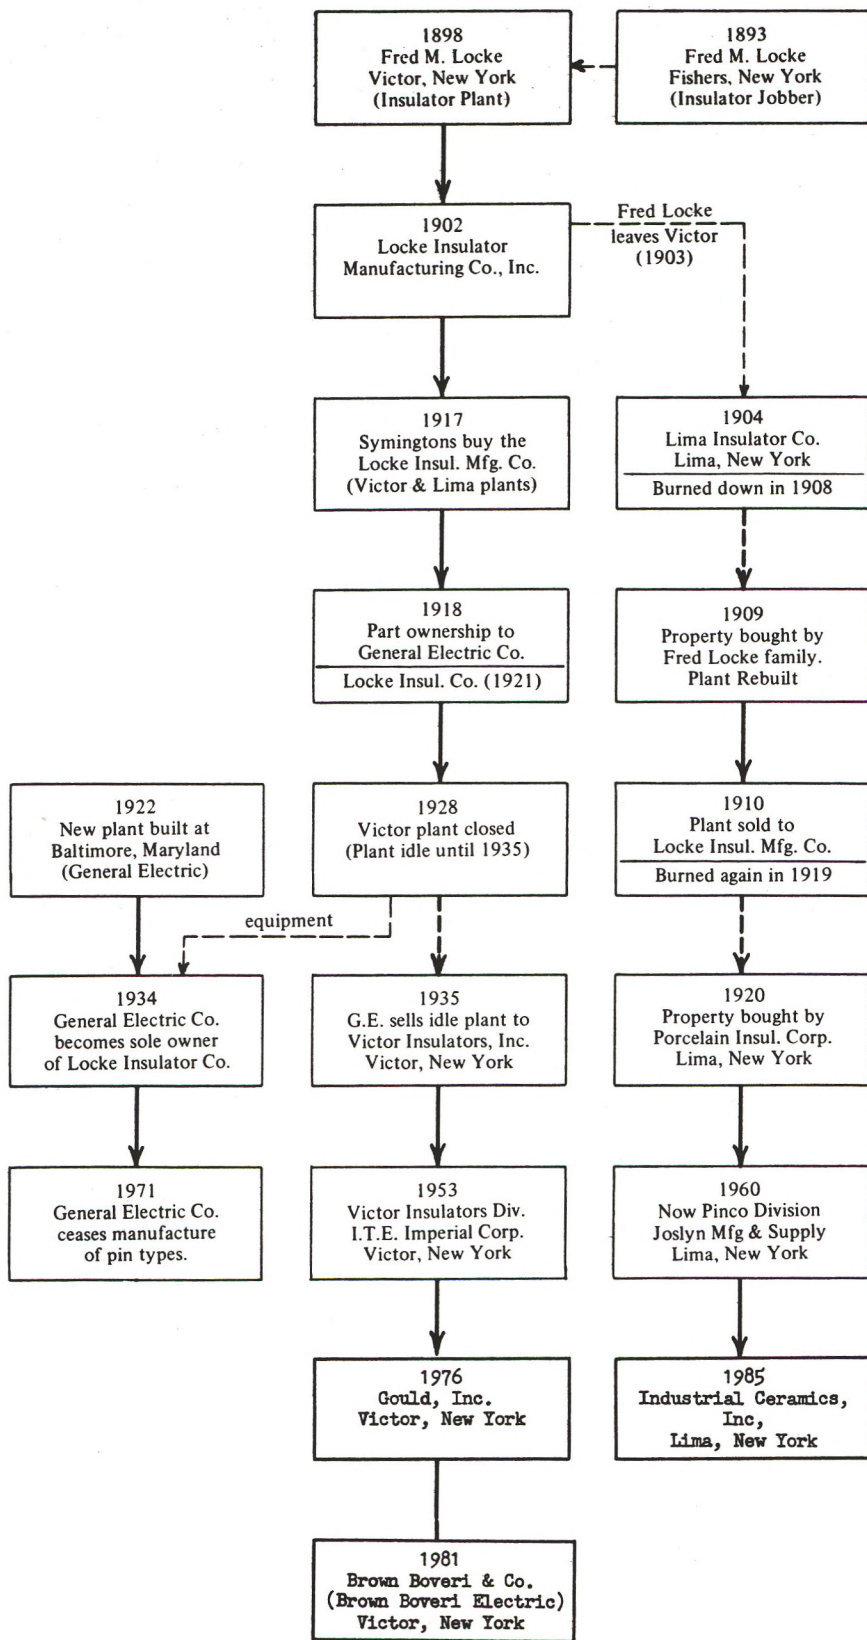 1898
Fred M. Locke
Victor, New York
(Insulator Plant)
1893
Fred M. Locke
Fishers, New York
(Insulator Jobber)
1902
Locke Insulator
Manufacturing Co., Inc.
Fred Locke
leaves Victor
(1903)
1917
Symingtons buy the
Locke Insul. Mfg. Co.
(Victor & Lima plants)
1904
Lima Insulator Co.
Lima, New York
Burned down in 1908
1918
Part ownership to
General Electric Co.
Locke Insul. Co. (1921)
1909
Property bought by
Fred Locke family.
Plant Rebuilt
1922
New plant built at
Baltimore, Maryland
(General Electric)
1928
Victor plant closed
(Plant idle until 1935)
1910
Plant sold to
Locke Insul. Mfg. Co.
Burned again in 1919
equipment
1934
General Electric Co.
becomes sole owner
of Locke Insulator Co.
1935
G.E. sells idle plant to
Victor Insulators, Inc.
Victor, New York
1920
Property bought by
Porcelain Insul. Corp.
Lima, New York
1971
General Electric Co.
ceases manufacture
of pin types.
1953
Victor Insulators Div.
I.T.E. Imperial Corp.
Victor, New York
1960
Now Pinco Division
Joslyn Mfg & Supply
Lima, New York
1976
Gould, Inc.
Victor, New York
1985
Industrial Ceramics,
Inc,
Lima, New York
1981
Brown Boveri & Co.
(Brown Boveri Electric)
Victor, New York